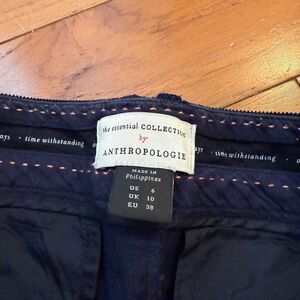 the essential COLLECTION
by
ANTHROPOLOGIE
ays • time withstanding
• time withstanding
MADE IN
Philippines
US 6
UK 10
EU 38